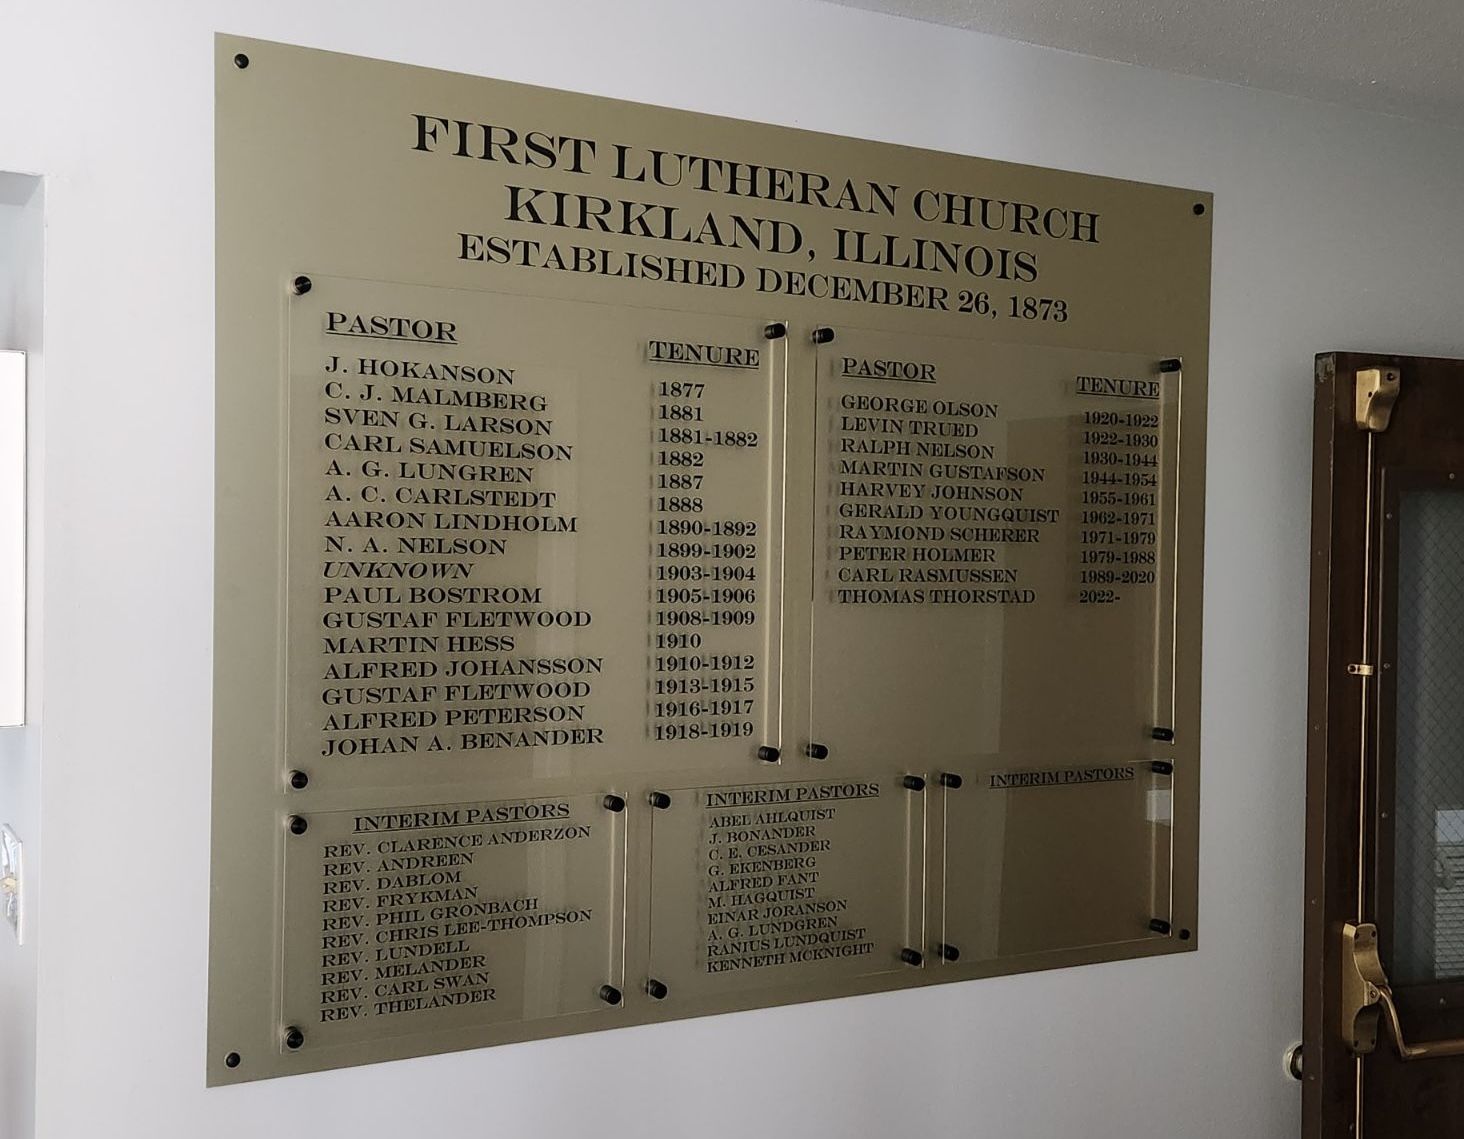 FIRST LUTHERAN CHURCH
KIRKLAND, ILLINOIS
ESTABLISHED DECEMBER 26, 1873
PASTOR TENURE
J. HOKANSON 1877
C. J. MALMBERG 1881
SVEN G. LARSON 1881-1882
CARL SAMUELSON 1882
A. G. LUNGREN 1887
A. C. CARLSTEDT 1888
AARON LINDHOLM 1890-1892
N. A. NELSON 1899-1902
UNKNOWN 1903-1904
PAUL BOSTROM 1905-1906
GUSTAF FLETWOOD 1908-1909
MARTIN HESS 1910
ALFRED JOHANSSON 1910-1912
GUSTAF FLETWOOD 1913-1915
ALFRED PETERSON 1916-1917
JOHAN A. BENANDER 1918-1919
PASTOR TENURE
GEORGE OLSON 1920-1922
LEVIN TRUED 1922-1930
RALPH NELSON 1930-1944
MARTIN GUSTAFSON 1944-1954
HARVEY JOHNSON 1955-1961
GERALD YOUNGQUIST 1962-1971
RAYMOND SCHERER 1971-1979
PETER HOLMER 1979-1988
CARL RASMUSSEN 1989-2020
THOMAS THORSTAD 2022-
INTERIM PASTORS
REV. CLARENCE ANDERZON
REV. ANDREEN
REV. DABLOM
REV. FRYKMAN
REV. PHIL GRONBACH
REV. CHRIS LEE-THOMPSON
REV. LUNDELL
REV. MELANDER
REV. CARL SWAN
REV. THELANDER
INTERIM PASTORS
ABEL AHLQUIST
J. BONANDER
C. E. CESANDER
G. EKENBERG
ALFRED FANT
M. HAGQUIST
EINAR JORANSON
A. G. LUNDGREN
RANIUS LUNDQUIST
KENNETH MCKNIGHT
INTERIM PASTORS